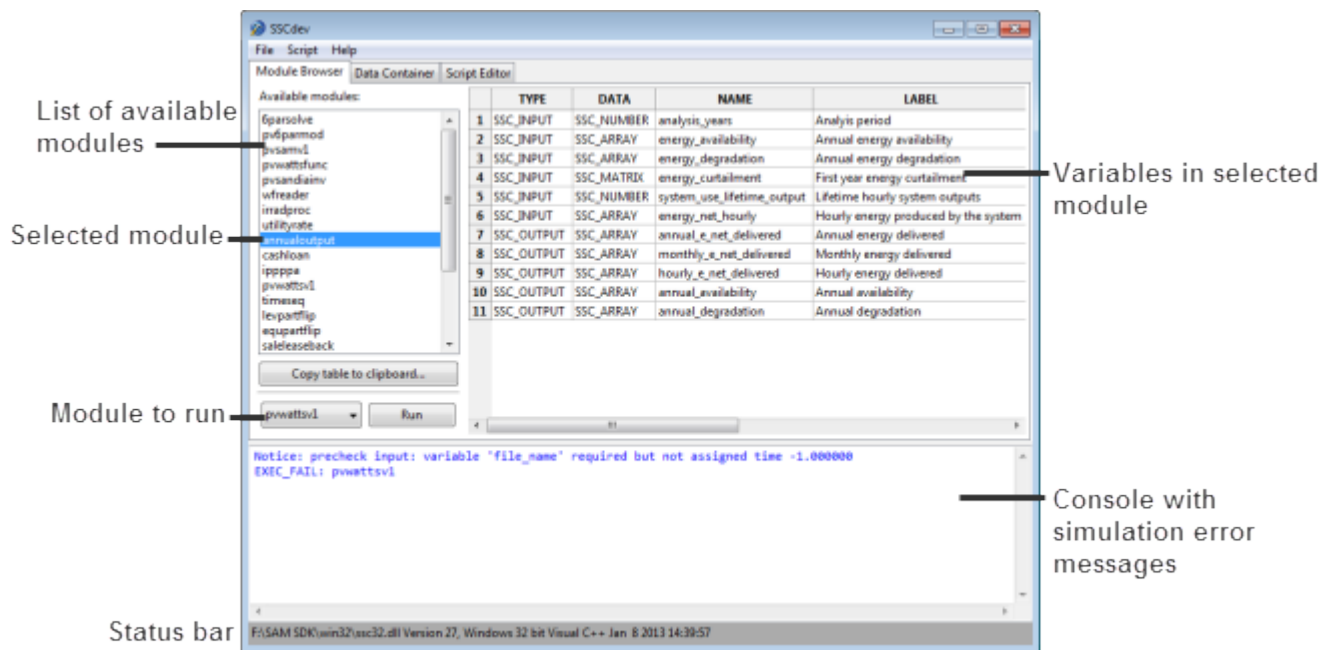 SSCdev
File Script Help
Module Browser Data Container Script Editor
List of available modules
Selected module
Module to run
Status bar
Available modules:
6parsolve
pv6parmod
pvsamv1
pvwattsfunc
pvsandiainv
wfreader
irradproc
utilityrate
annualoutput
cashloan
ippppa
pvwattsv1
timeseq
levpartflip
equpartflip
saleleaseback
Copy table to clipboard...
pvwattsv1 Run
TYPE DATA NAME LABEL
1 SSC_INPUT SSC_NUMBER analysis_years Analyis period
2 SSC_INPUT SSC_ARRAY energy_availability Annual energy availability
3 SSC_INPUT SSC_ARRAY energy_degradation Annual energy degradation
4 SSC_INPUT SSC_MATRIX energy_curtailment First year energy curtailment
5 SSC_INPUT SSC_NUMBER system_use_lifetime_output Lifetime hourly system outputs
6 SSC_INPUT SSC_ARRAY energy_net_hourly Hourly energy produced by the system
7 SSC_OUTPUT SSC_ARRAY annual_e_net_delivered Annual energy delivered
8 SSC_OUTPUT SSC_ARRAY monthly_e_net_delivered Monthly energy delivered
9 SSC_OUTPUT SSC_ARRAY hourly_e_net_delivered Hourly energy delivered
10 SSC_OUTPUT SSC_ARRAY annual_availability Annual availability
11 SSC_OUTPUT SSC_ARRAY annual_degradation Annual degradation
Variables in selected
module
Notice: precheck input: variable 'file_name' required but not assigned time -1.000000
EXEC_FAIL: pvwattsv1
Console with
simulation error
messages
F:\SAM SDK\win32\ssc32.dll Version 27, Windows 32 bit Visual C++ Jan 8 2013 14:39:57